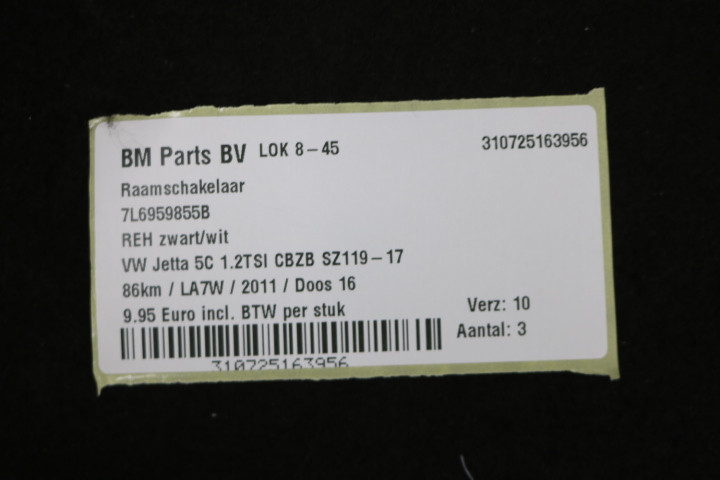 BM Parts BV LOK 8-45 310725163956
Raamschakelaar
7L6959855B
REH zwart/wit
VW Jetta 5C 1.2TSI CBZB SZ119-17
86km / LA7W / 2011 / Doos 16
9.95 Euro incl. BTW per stuk Verz: 10
Aantal: 3
310725163956